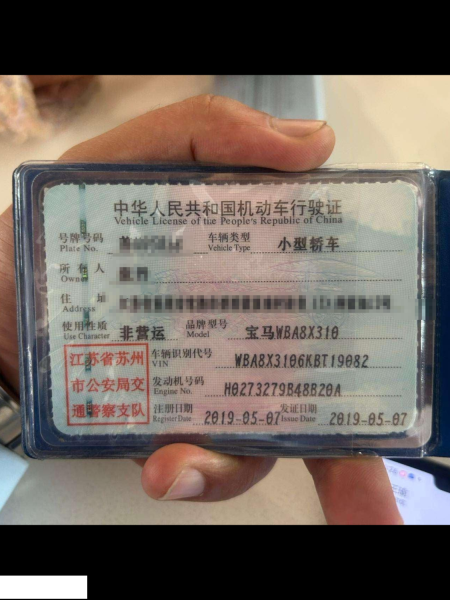 中华人民共和国机动车行驶证
Vehicle License of the People's Republic of China
号牌号码 车辆类型 小型轿车
Plate No. Vehicle Type
所有人
Owner
住址
Address
使用性质 非营运 品牌型号 宝马WBA8X310
Use Character Model
江苏省苏州
市公安局交
通警察支队
车辆识别代号 WBA8X3106KBT19082
VIN
发动机号码 H0273279B48B20A
Engine No.
注册日期 2019-05-07 发证日期 2019-05-07
Register Date Issue Date